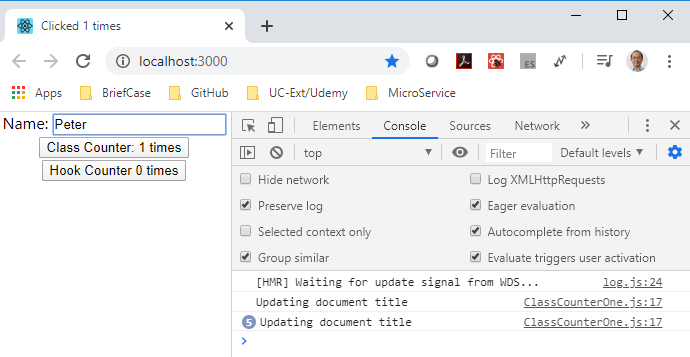 Clicked 1 times
localhost:3000
ES
Apps BriefCase GitHub UC-Ext/Udemy MicroService
Name: Peter
Class Counter: 1 times
Hook Counter 0 times
Elements Console Sources Network
top Filter Default levels
Hide network Log XMLHttpRequests
Preserve log Eager evaluation
Selected context only Autocomplete from history
Group similar Evaluate triggers user activation
[HMR] Waiting for update signal from WDS... log.js:24
Updating document title ClassCounterOne.js:17
5 Updating document title ClassCounterOne.js:17